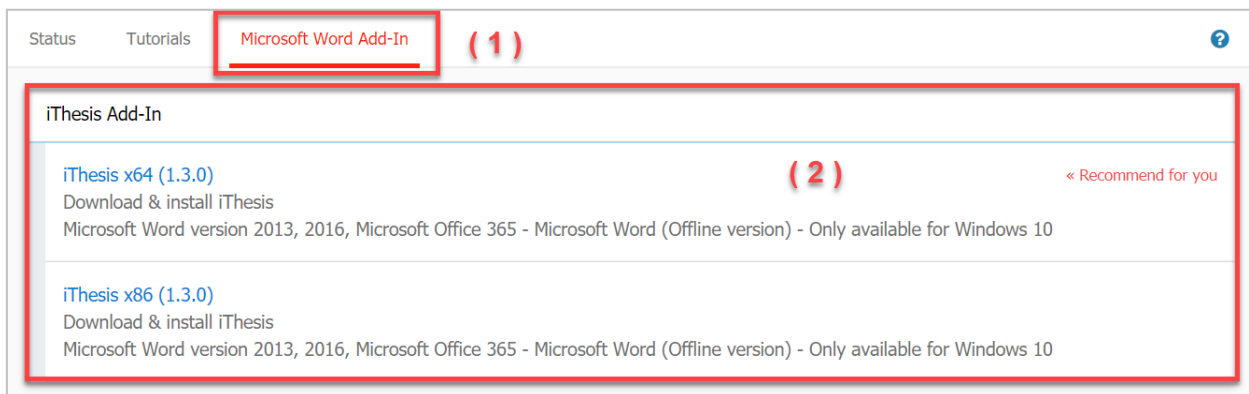 Status Tutorials Microsoft Word Add-In ( 1 ) ?
iThesis Add-In
iThesis x64 (1.3.0) ( 2 ) « Recommend for you
Download & install iThesis
Microsoft Word version 2013, 2016, Microsoft Office 365 - Microsoft Word (Offline version) - Only available for Windows 10
iThesis x86 (1.3.0)
Download & install iThesis
Microsoft Word version 2013, 2016, Microsoft Office 365 - Microsoft Word (Offline version) - Only available for Windows 10